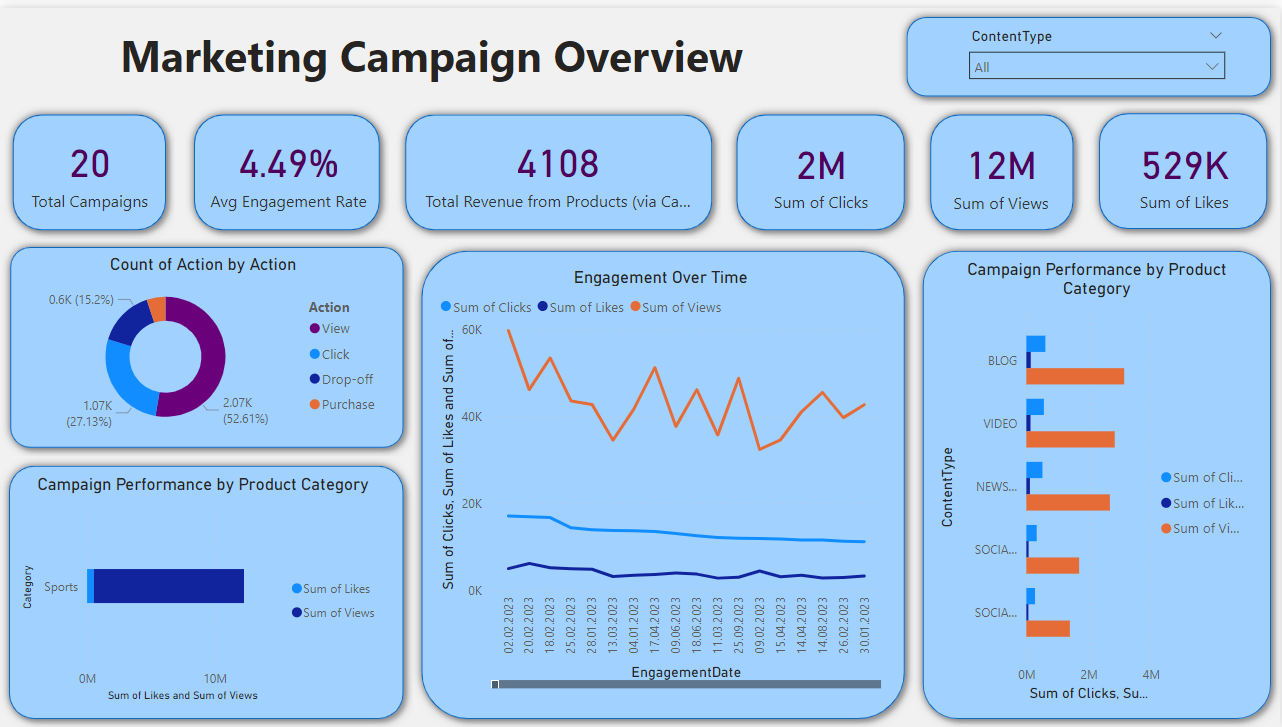 Marketing Campaign Overview
ContentType
All
20
Total Campaigns
4.49%
Avg Engagement Rate
4108
Total Revenue from Products (via Ca...
2M
Sum of Clicks
12M
Sum of Views
529K
Sum of Likes
Count of Action by Action
0.6K (15.2%)
1.07K
(27.13%)
2.07K
(52.61%)
Action
View
Click
Drop-off
Purchase
Campaign Performance by Product Category
Category
Sports
0M
10M
Sum of Likes and Sum of Views
Sum of Likes
Sum of Views
Engagement Over Time
Sum of Clicks
Sum of Likes
Sum of Views
Sum of Clicks, Sum of Likes and Sum of...
60K
40K
20K
0K
02.02.2023
20.02.2023
18.02.2023
25.02.2023
28.01.2023
13.03.2023
04.01.2023
17.04.2023
09.06.2023
18.06.2023
11.03.2023
25.09.2023
09.02.2023
15.04.2023
14.04.2023
14.08.2023
26.02.2023
30.01.2023
EngagementDate
Campaign Performance by Product
Category
ContentType
BLOG
VIDEO
NEWS...
SOCIA...
SOCIA...
0M
2M
4M
Sum of Clicks, Su...
Sum of Cli...
Sum of Lik...
Sum of Vi...